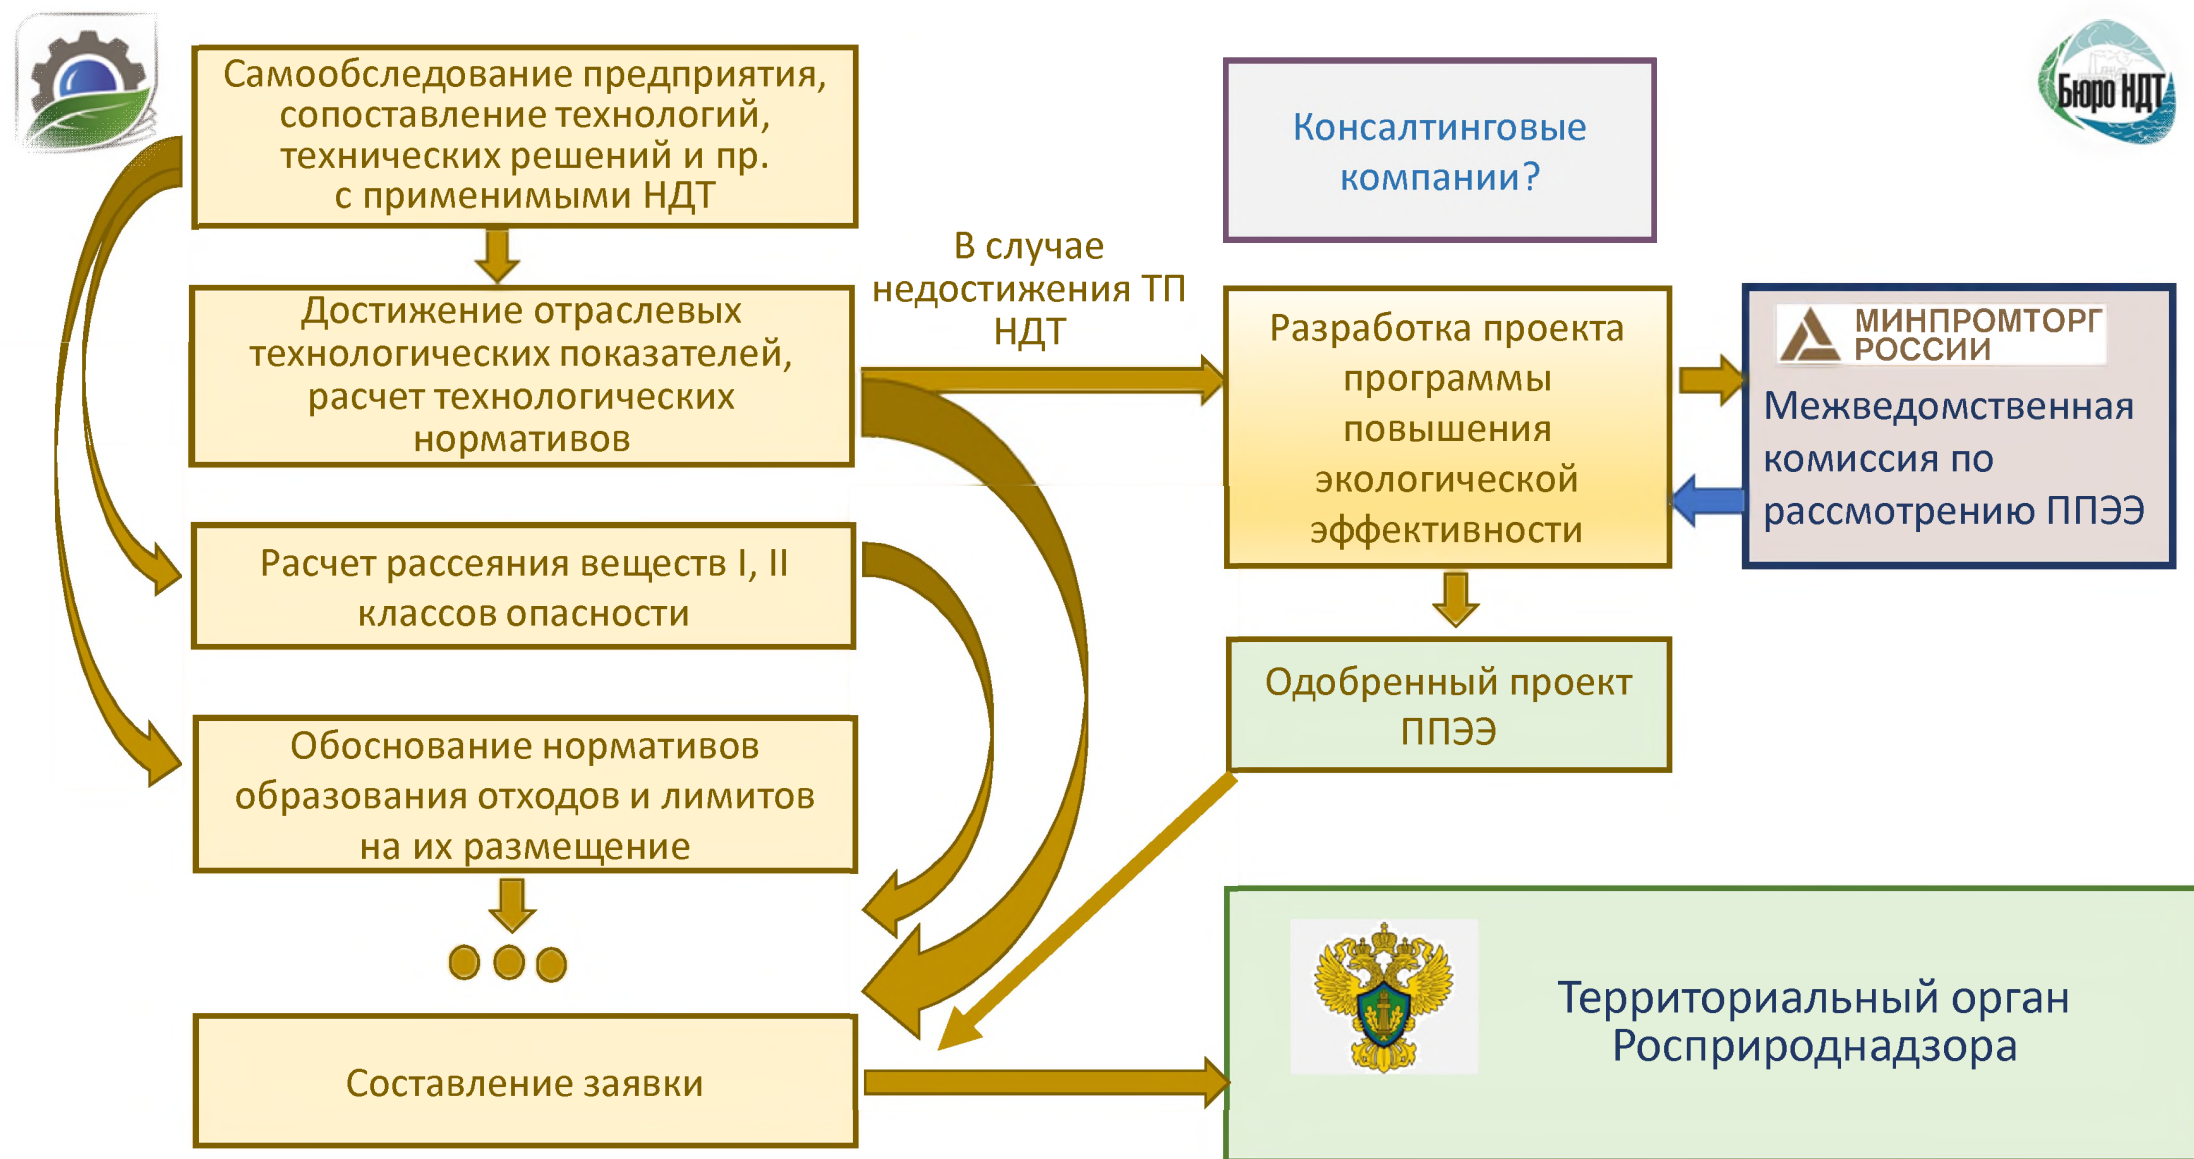 Самообследование предприятия,
сопоставление технологий,
технических решений и пр.
с применимыми НДТ
Консалтинговые
компании?
Бюро НДТ
В случае
недостижения ТП
НДТ
Достижение отраслевых
технологических показателей,
расчет технологических
нормативов
Разработка проекта
программы
повышения
экологической
эффективности
МИНПРОМТОРГ
РОССИИ
Межведомственная
комиссия по
рассмотрению ППЭЭ
Расчет рассеяния веществ I, II
классов опасности
Одобренный проект
ППЭЭ
Обоснование нормативов
образования отходов и лимитов
на их размещение
Составление заявки
Территориальный орган
Росприроднадзора